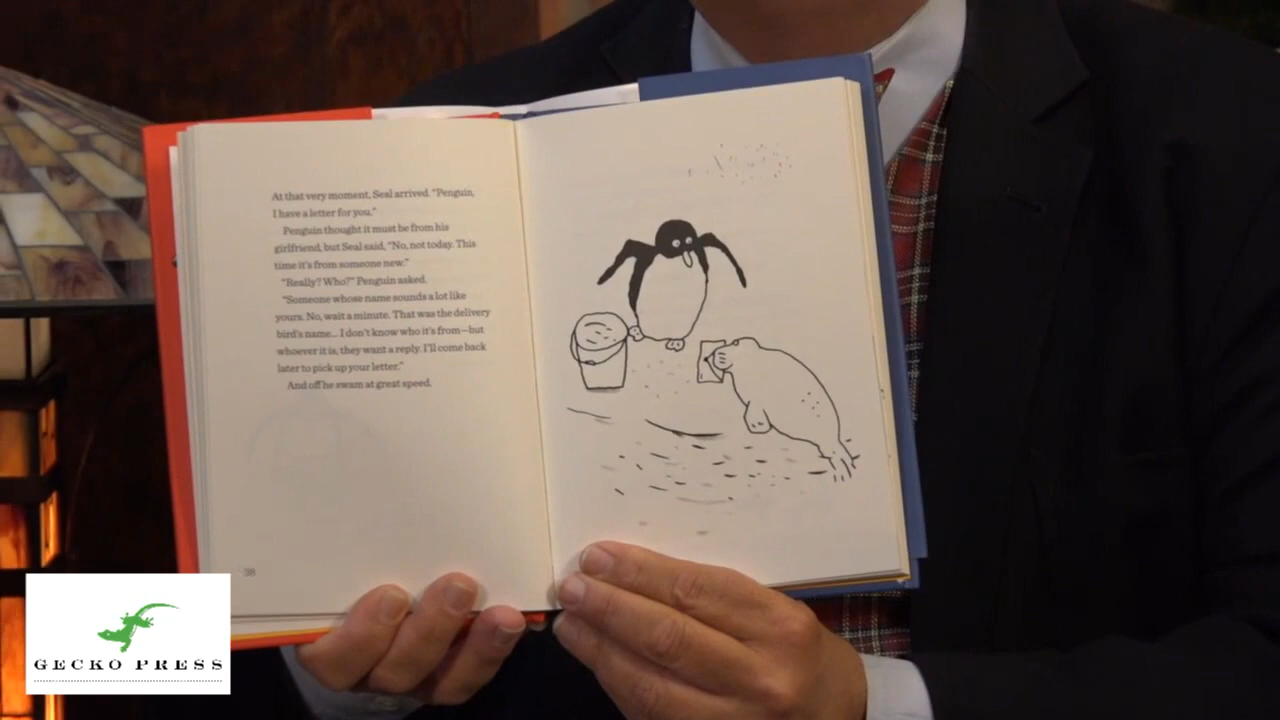 At that very moment, Seal arrived. “Penguin,
I have a letter for you.”
Penguin thought it must be from his
girlfriend, but Seal said, “No, not today. This
time it’s from someone new.”
“Really? Who?” Penguin asked.
“Someone whose name sounds a lot like
yours. No, wait a minute. That was the delivery
bird’s name... I don’t know who it’s from—but
whoever it is, they want a reply. I’ll come back
later to pick up your letter.”
And off he swam at great speed.
38
GECKO PRESS